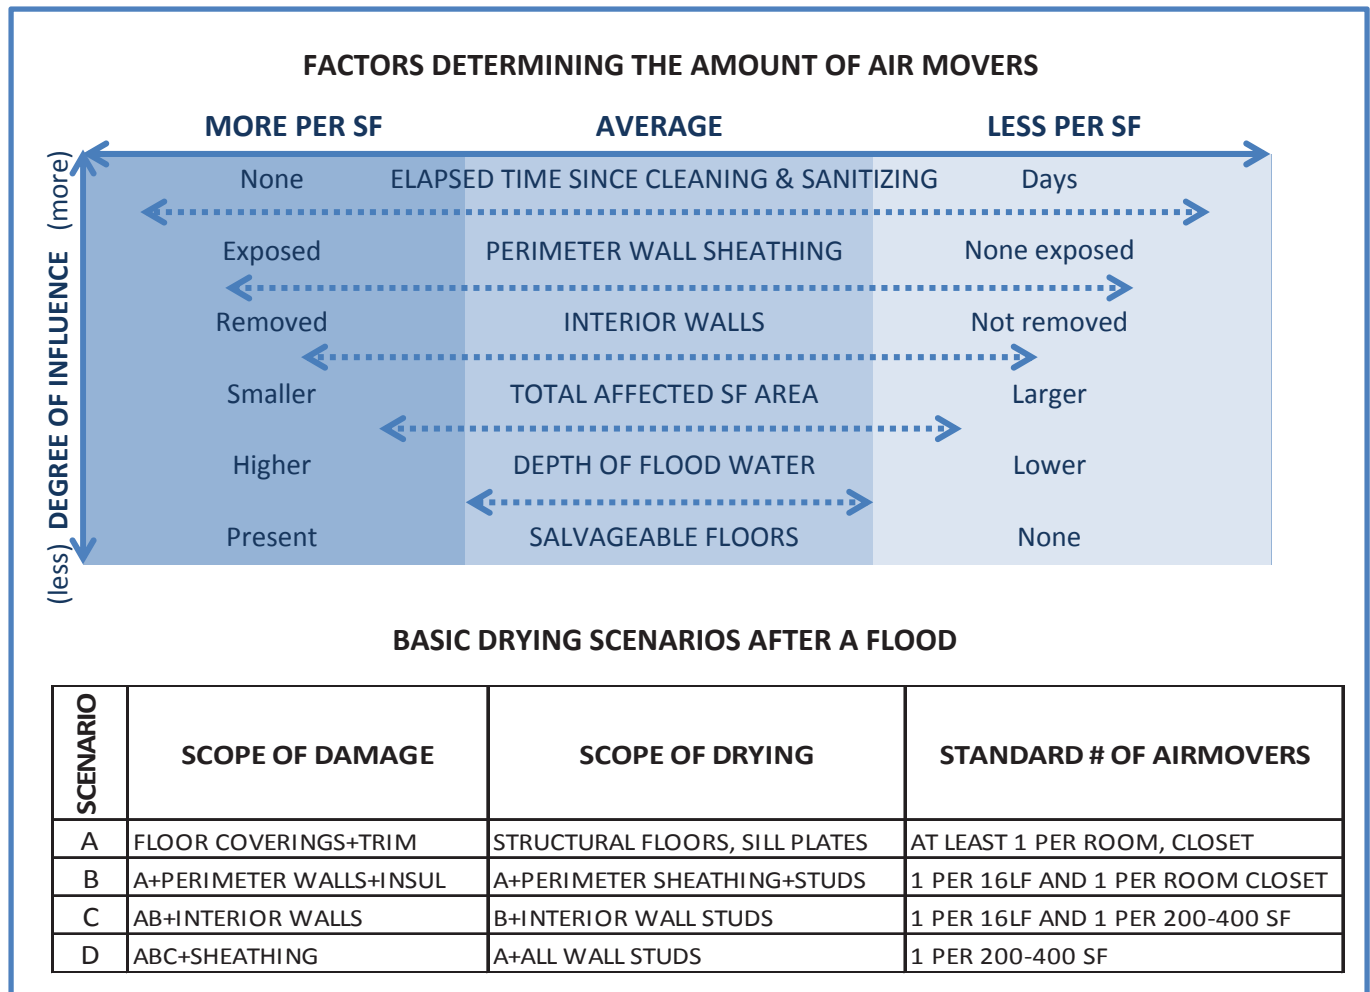 FACTORS DETERMINING THE AMOUNT OF AIR MOVERS
MORE PER SF AVERAGE LESS PER SF
(less) DEGREE OF INFLUENCE (more)
None ELAPSED TIME SINCE CLEANING & SANITIZING Days
Exposed PERIMETER WALL SHEATHING None exposed
Removed INTERIOR WALLS Not removed
Smaller TOTAL AFFECTED SF AREA Larger
Higher DEPTH OF FLOOD WATER Lower
Present SALVAGEABLE FLOORS None
BASIC DRYING SCENARIOS AFTER A FLOOD
SCENARIO SCOPE OF DAMAGE SCOPE OF DRYING STANDARD # OF AIRMOVERS
A FLOOR COVERINGS+TRIM STRUCTURAL FLOORS, SILL PLATES AT LEAST 1 PER ROOM, CLOSET
B A+PERIMETER WALLS+INSUL A+PERIMETER SHEATHING+STUDS 1 PER 16LF AND 1 PER ROOM CLOSET
C AB+INTERIOR WALLS B+INTERIOR WALL STUDS 1 PER 16LF AND 1 PER 200-400 SF
D ABC+SHEATHING A+ALL WALL STUDS 1 PER 200-400 SF